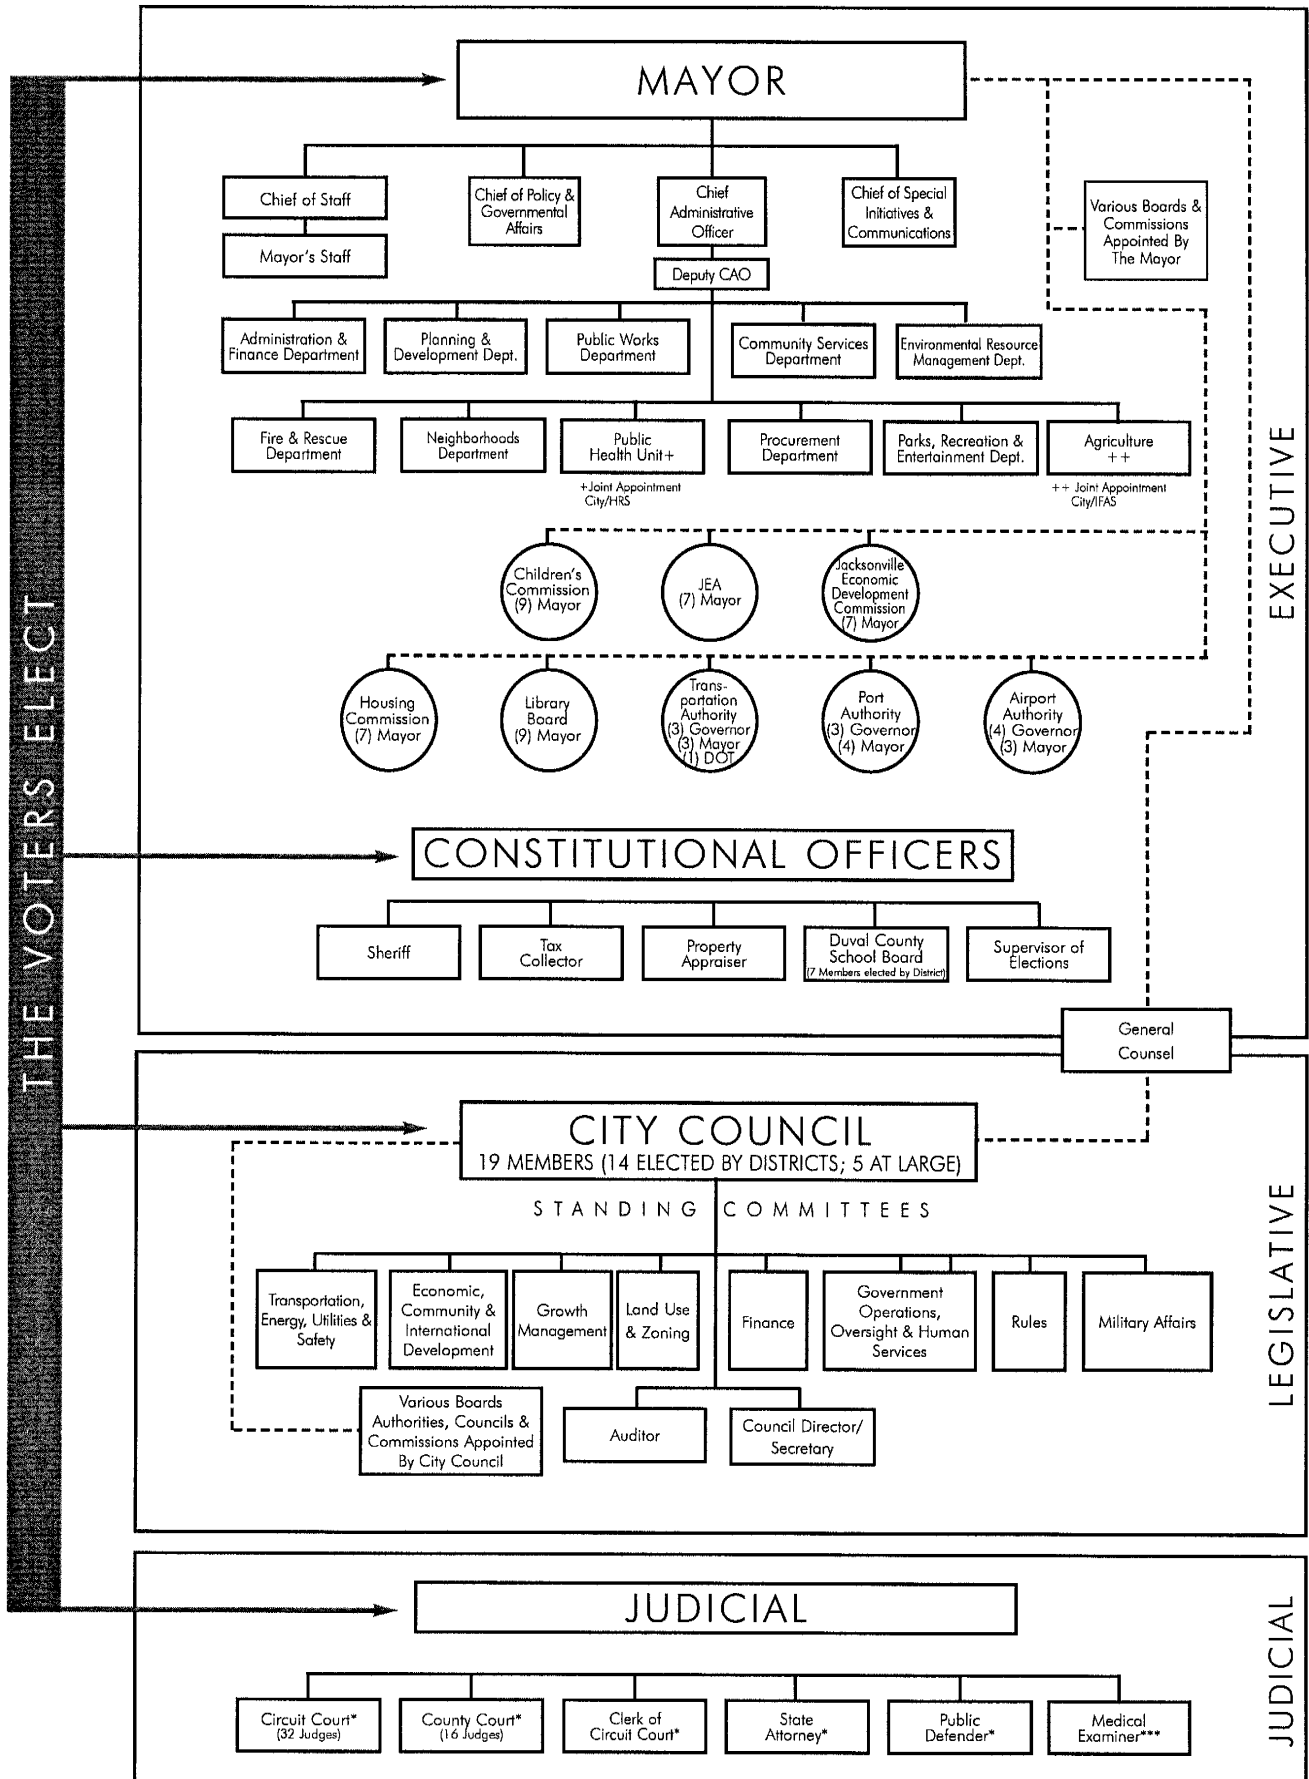 THE VOTERS SELECT
MAYOR
Chief of Staff
Mayor's Staff
Chief of Policy &
Governmental
Affairs
Chief
Administrative
Officer
Deputy CAO
Chief of Special
Initiatives &
Communications
Various Boards &
Commissions
Appointed By
The Mayor
Administration &
Finance Department
Planning &
Development Dept.
Public Works
Department
Community Services
Department
Environmental Resource
Management Dept.
Fire & Rescue
Department
Neighborhoods
Department
Public
Health Unit+
+Joint Appointment
City/HRS
Procurement
Department
Parks, Recreation &
Entertainment Dept.
Agriculture
++
++ Joint Appointment
City/IFAS
EXECUTIVE
Children's
Commission
(9) Mayor
JEA
(7) Mayor
Jacksonville
Economic
Development
Commission
(7) Mayor
Housing
Commission
(7) Mayor
Library
Board
(9) Mayor
Trans-
portation
Authority
(3) Governor
(3) Mayor
(1) DOT
Port
Authority
(3) Governor
(4) Mayor
Airport
Authority
(4) Governor
(3) Mayor
CONSTITUTIONAL OFFICERS
Sheriff
Tax
Collector
Property
Appraiser
Duval County
School Board
(7 Members elected by District)
Supervisor of
Elections
General
Counsel
CITY COUNCIL
19 MEMBERS (14 ELECTED BY DISTRICTS; 5 AT LARGE)
STANDING COMMITTEES
Transportation,
Energy, Utilities &
Safety
Economic,
Community &
International
Development
Growth
Management
Land Use
& Zoning
Finance
Government
Operations,
Oversight & Human
Services
Rules
Military Affairs
LEGISLATIVE
Various Boards
Authorities, Councils &
Commissions Appointed
By City Council
Auditor
Council Director/
Secretary
JUDICIAL
JUDICIAL
Circuit Court*
(32 Judges)
County Court*
(16 Judges)
Clerk of
Circuit Court*
State
Attorney*
Public
Defender*
Medical
Examiner***